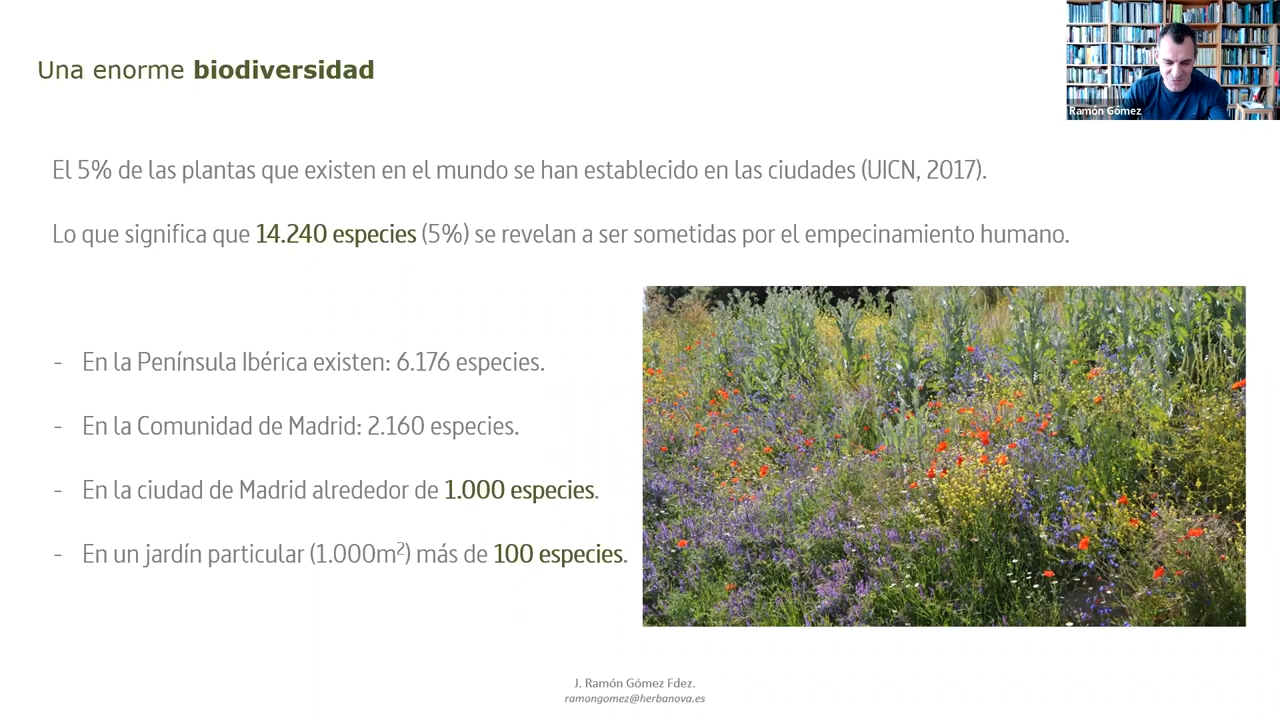 Una enorme biodiversidad
Ramón Gómez
El 5% de las plantas que existen en el mundo se han establecido en las ciudades (UICN, 2017).
Lo que significa que 14.240 especies (5%) se revelan a ser sometidas por el empecinamiento humano.
- En la Península Ibérica existen: 6.176 especies.
- En la Comunidad de Madrid: 2.160 especies.
- En la ciudad de Madrid alrededor de 1.000 especies.
- En un jardín particular (1.000m²) más de 100 especies.
J. Ramón Gómez Fdez.
ramongomez@herbanova.es